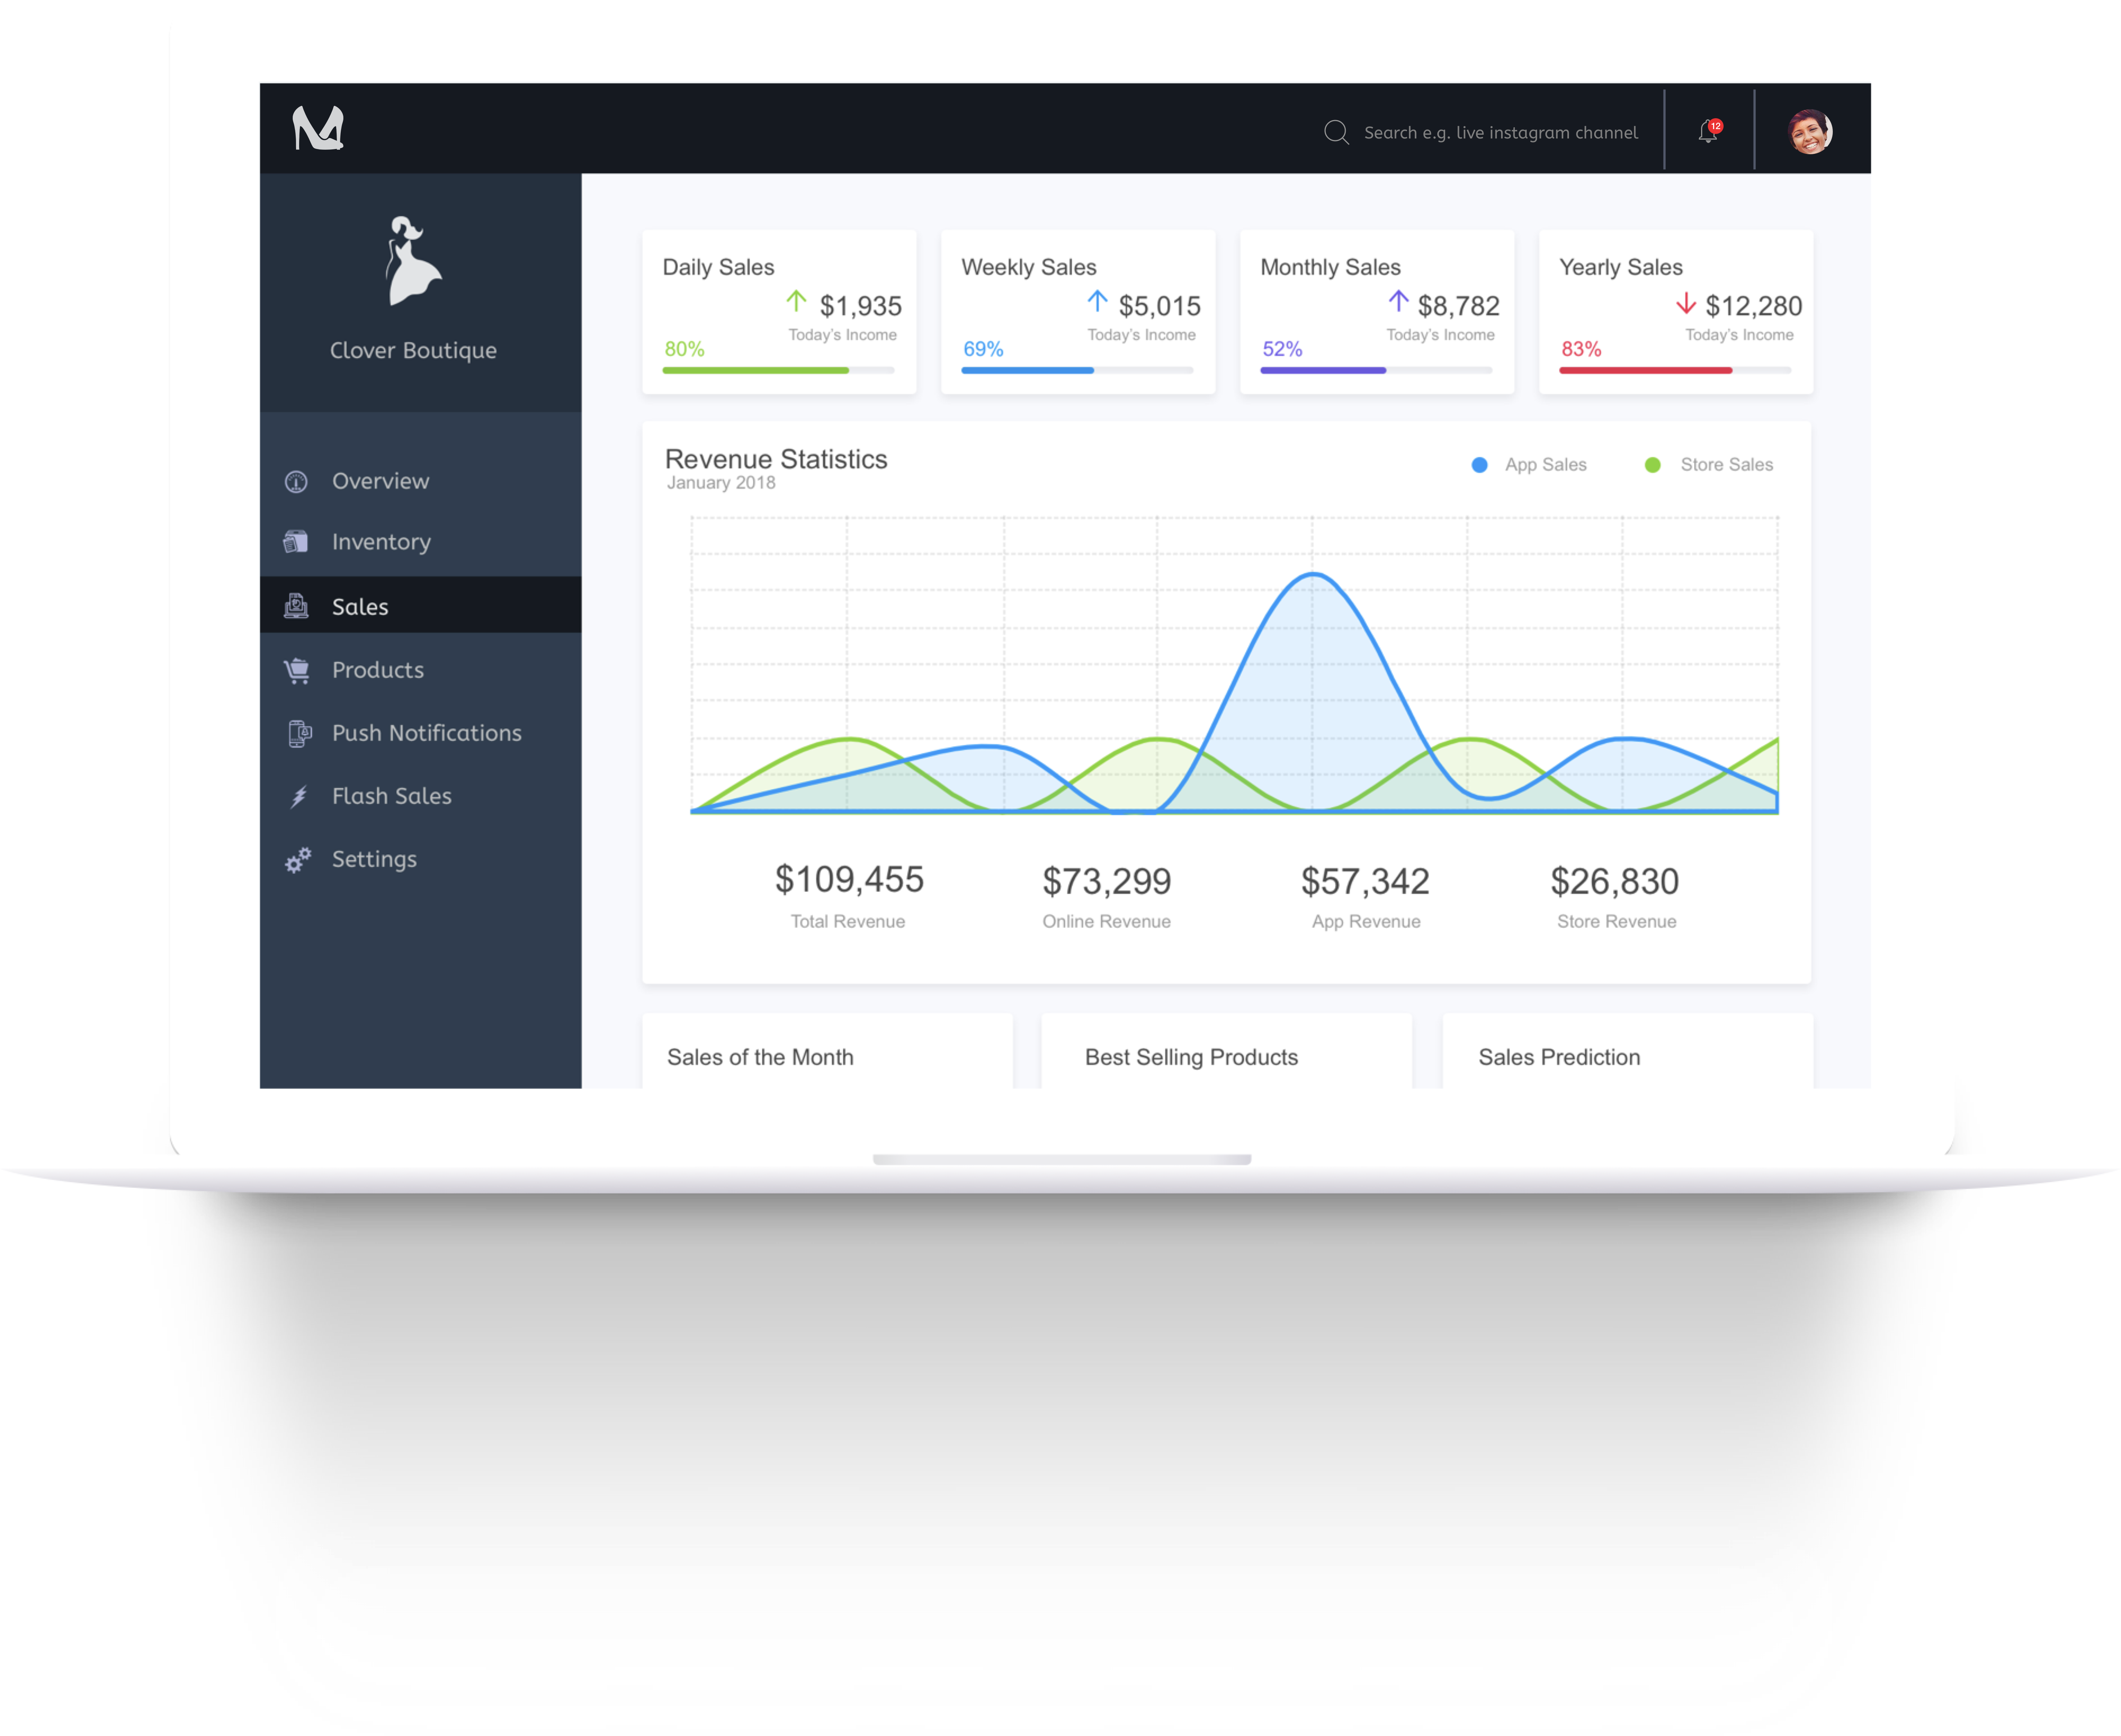 Search e.g. live instagram channel
12
Clover Boutique
Overview
Inventory
Sales
Products
Push Notifications
Flash Sales
Settings
Daily Sales
$1,935
Today's Income
80%
Weekly Sales
$5,015
Today's Income
69%
Monthly Sales
$8,782
Today's Income
52%
Yearly Sales
$12,280
Today's Income
83%
Revenue Statistics
January 2018
App Sales
Store Sales
$109,455
Total Revenue
$73,299
Online Revenue
$57,342
App Revenue
$26,830
Store Revenue
Sales of the Month
Best Selling Products
Sales Prediction